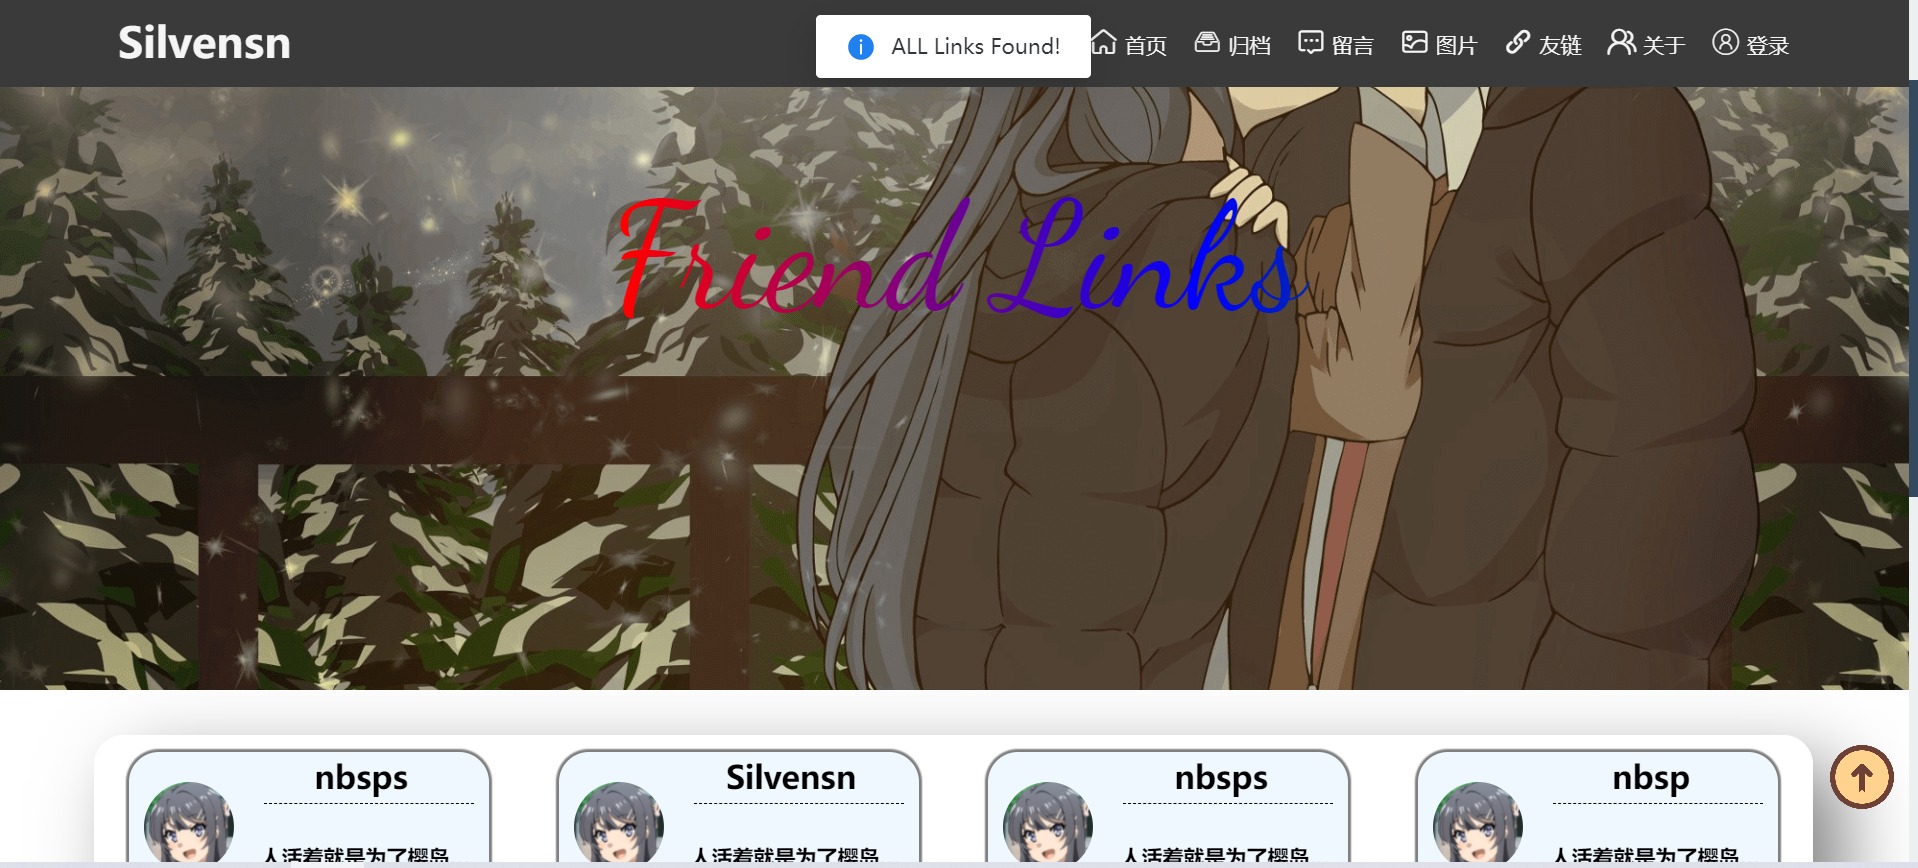 Silvensn
ALL Links Found!
首页 归档 留言 图片 友链 关于 登录
Friend Links
nbsps
人活着就是为了樱岛
Silvensn
人活着就是为了樱岛
nbsps
人活着就是为了樱岛
nbsp
人活着就是为了樱岛